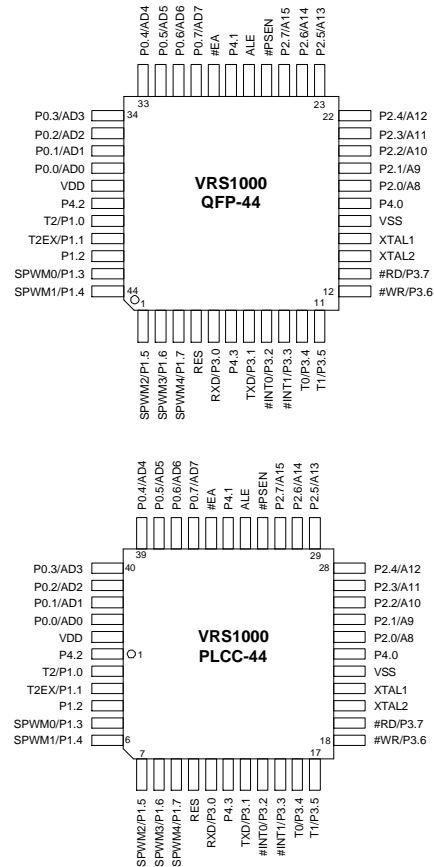 P0.4/AD4
P0.5/AD5
P0.6/AD6
P0.7/AD7
#EA
P4.1
ALE
#PSEN
P2.7/A15
P2.6/A14
P2.5/A13
33
23
34
22
P0.3/AD3
P0.2/AD2
P0.1/AD1
P0.0/AD0
VDD
P4.2
T2/P1.0
T2EX/P1.1
P1.2
SPWM0/P1.3
SPWM1/P1.4
VRS1000
QFP-44
P2.4/A12
P2.3/A11
P2.2/A10
P2.1/A9
P2.0/A8
P4.0
VSS
XTAL1
XTAL2
#RD/P3.7
#WR/P3.6
44
12
1
11
SPWM2/P1.5
SPWM3/P1.6
SPWM4/P1.7
RES
RXD/P3.0
P4.3
TXD/P3.1
#INT0/P3.2
#INT1/P3.3
T0/P3.4
T1/P3.5
P0.4/AD4
P0.5/AD5
P0.6/AD6
P0.7/AD7
#EA
P4.1
ALE
#PSEN
P2.7/A15
P2.6/A14
P2.5/A13
39
29
40
28
P0.3/AD3
P0.2/AD2
P0.1/AD1
P0.0/AD0
VDD
P4.2
T2/P1.0
T2EX/P1.1
P1.2
SPWM0/P1.3
SPWM1/P1.4
1
VRS1000
PLCC-44
P2.4/A12
P2.3/A11
P2.2/A10
P2.1/A9
P2.0/A8
P4.0
VSS
XTAL1
XTAL2
#RD/P3.7
#WR/P3.6
6
18
7
17
SPWM2/P1.5
SPWM3/P1.6
SPWM4/P1.7
RES
RXD/P3.0
P4.3
TXD/P3.1
#INT0/P3.2
#INT1/P3.3
T0/P3.4
T1/P3.5